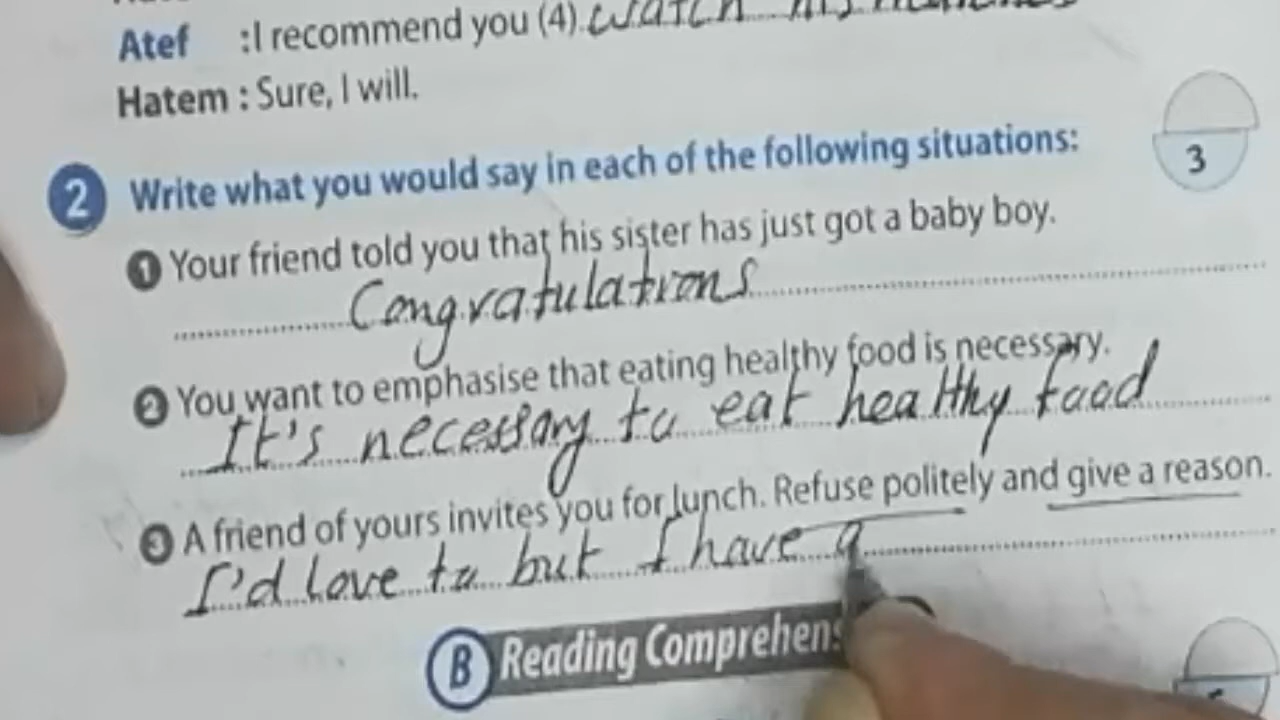 Atef :I recommend you (4) watch his matches
Hatem : Sure, I will.
3
2 Write what you would say in each of the following situations:
1 Your friend told you that his sister has just got a baby boy.
Congratulations
2 You want to emphasise that eating healthy food is necessary.
It's necessary to eat healthy food
3 A friend of yours invites you for lunch. Refuse politely and give a reason.
I'd love to but I have a
B Reading Comprehens